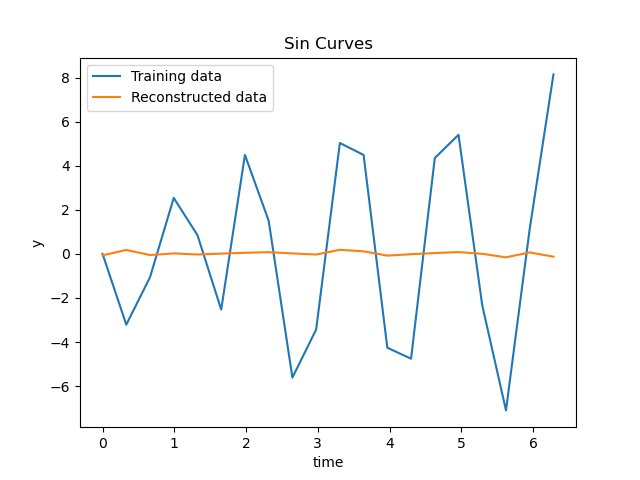 Sin Curves
Training data
Reconstructed data
8
6
4
2
0
−2
−4
−6
y
0 1 2 3 4 5 6
time